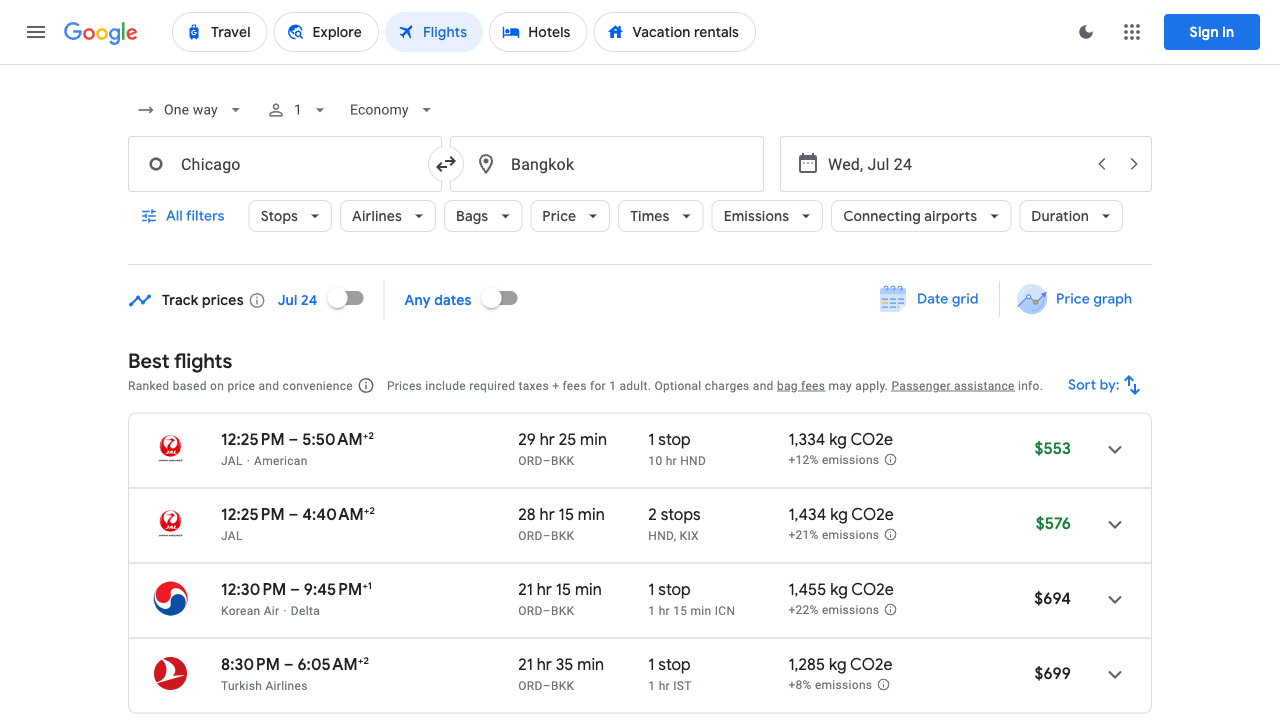 Google
Travel
Explore
Flights
Hotels
Vacation rentals
Sign in
One way
1
Economy
Chicago
Bangkok
Wed, Jul 24
All filters
Stops
Airlines
Bags
Price
Times
Emissions
Connecting airports
Duration
Track prices
Jul 24
Any dates
Date grid
Price graph
Best flights
Ranked based on price and convenience
Prices include required taxes + fees for 1 adult. Optional charges and bag fees may apply. Passenger assistance info.
Sort by:
12:25 PM – 5:50 AM+2
JAL · American
29 hr 25 min
ORD–BKK
1 stop
10 hr HND
1,334 kg CO2e
+12% emissions
$553
12:25 PM – 4:40 AM+2
JAL
28 hr 15 min
ORD–BKK
2 stops
HND, KIX
1,434 kg CO2e
+21% emissions
$576
12:30 PM – 9:45 PM+1
Korean Air · Delta
21 hr 15 min
ORD–BKK
1 stop
1 hr 15 min ICN
1,455 kg CO2e
+22% emissions
$694
8:30 PM – 6:05 AM+2
Turkish Airlines
21 hr 35 min
ORD–BKK
1 stop
1 hr IST
1,285 kg CO2e
+8% emissions
$699